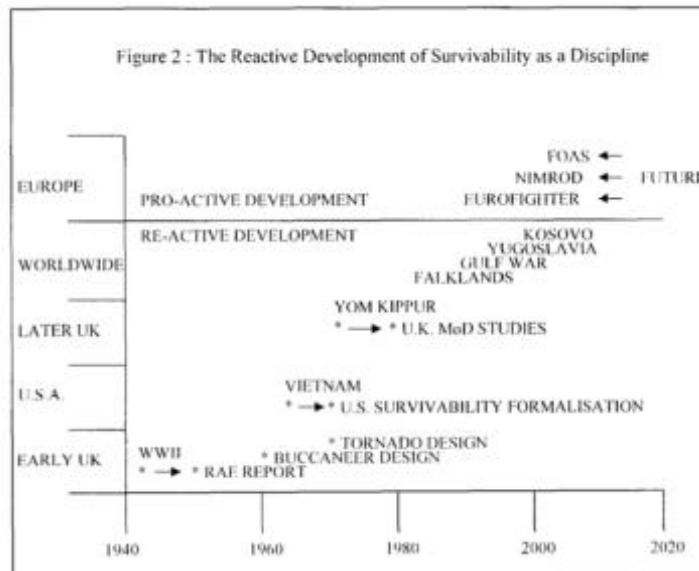 Figure 2 : The Reactive Development of Survivability as a Discipline
FOAS
EUROPE NIMROD FUTURE
PRO-ACTIVE DEVELOPMENT EUROFIGHTER
RE-ACTIVE DEVELOPMENT KOSOVO
YUGOSLAVIA
WORLDWIDE GULF WAR
FALKLANDS
YOM KIPPUR
LATER UK * * U.K. MoD STUDIES
VIETNAM
U.S.A. * * U.S. SURVIVABILITY FORMALISATION
* TORNADO DESIGN
EARLY UK WWII * BUCCANEER DESIGN
* * RAE REPORT
1940 1960 1980 2000 2020